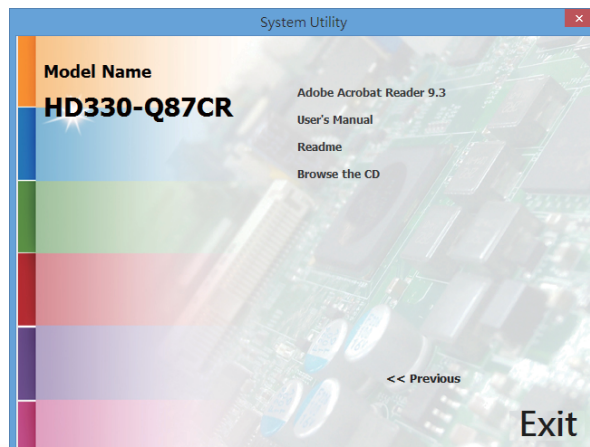 System Utility
Model Name
HD330-Q87CR
Adobe Acrobat Reader 9.3
User's Manual
Readme
Browse the CD
<< Previous
Exit